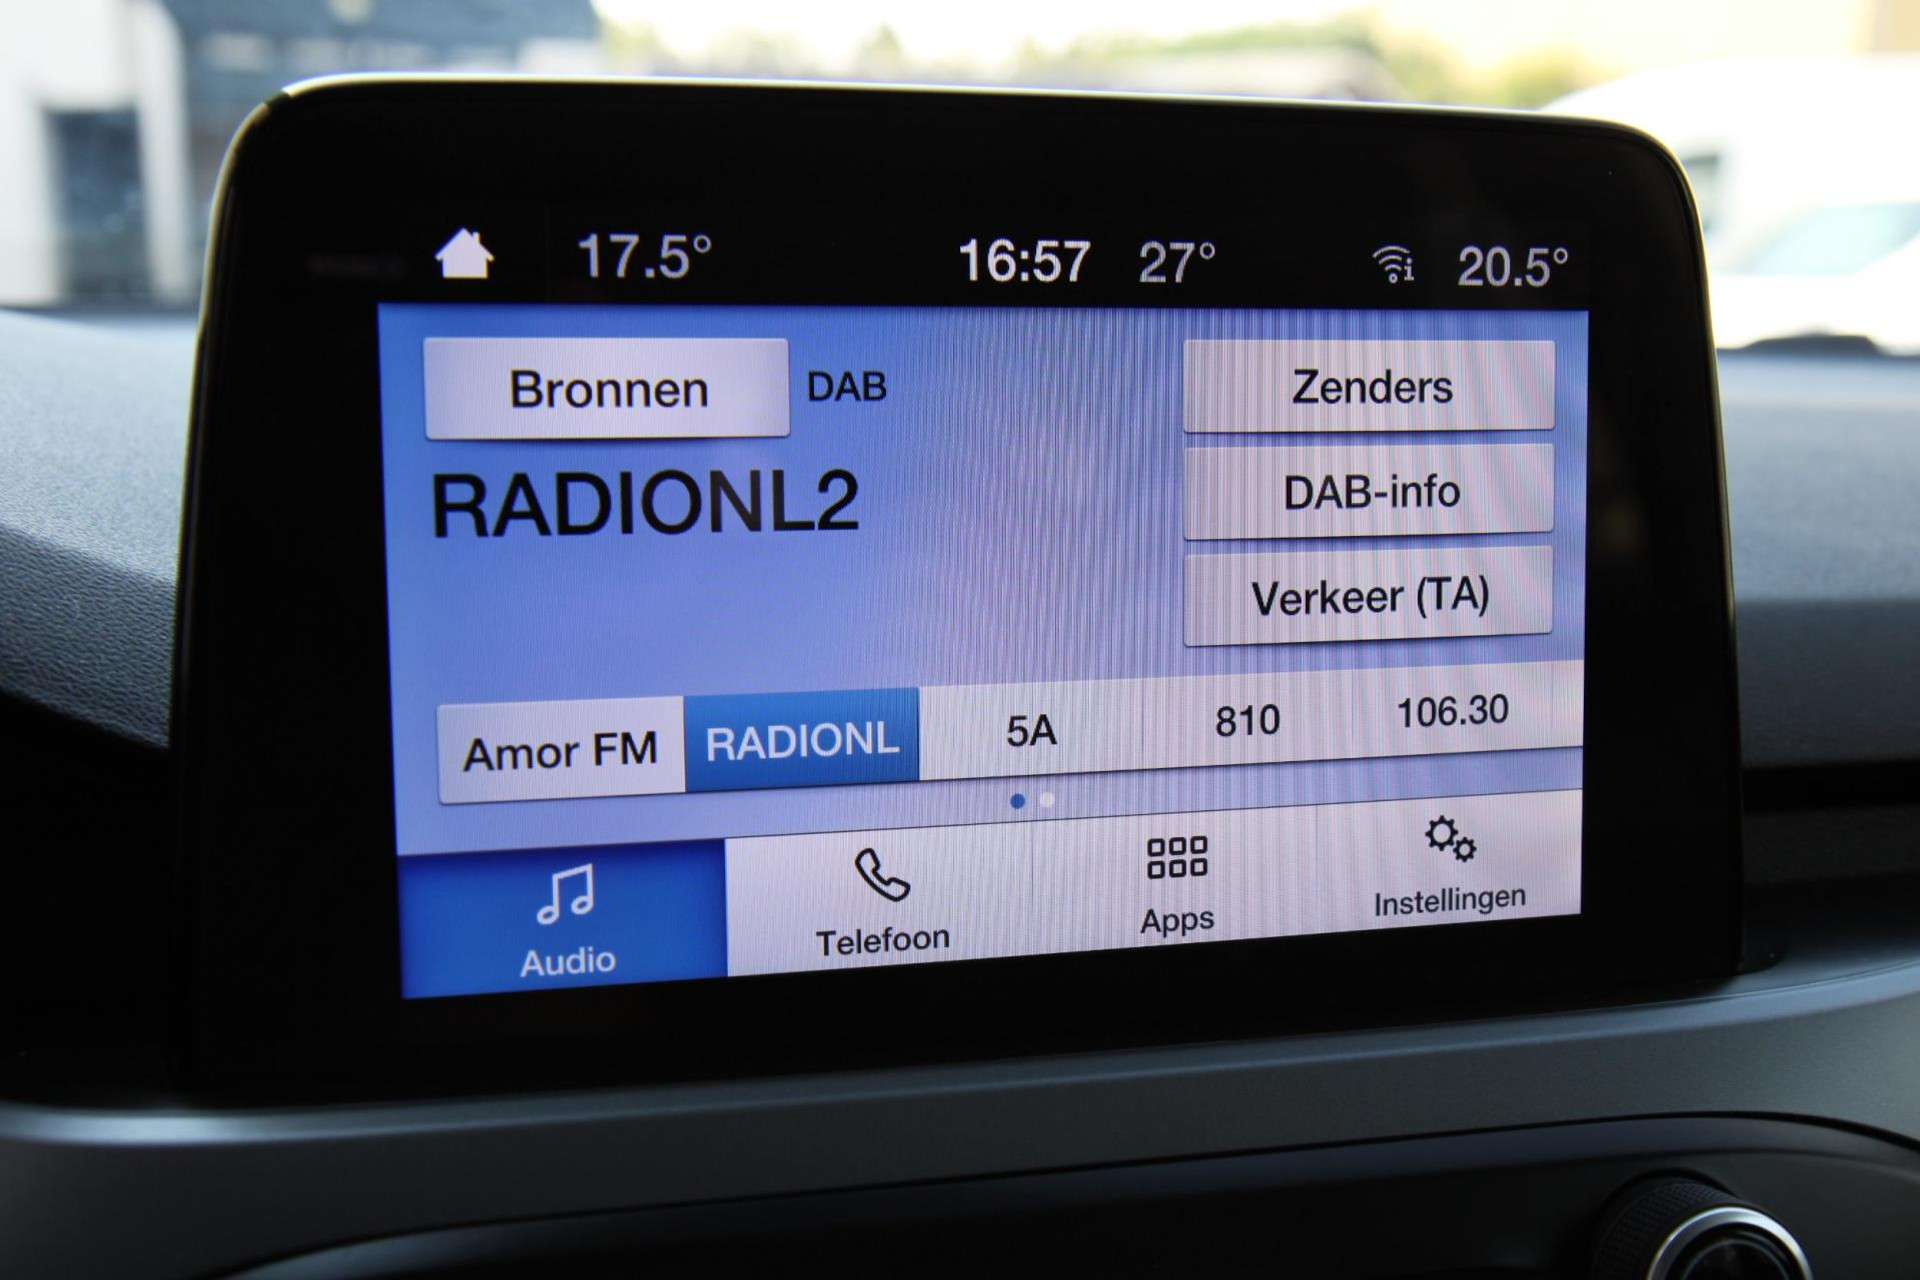 17.5° 16:57 27° 20.5°
Bronnen DAB
Zenders
RADIONL2
DAB-info
Verkeer (TA)
Amor FM RADIONL 5A 810 106.30
Audio Telefoon Apps Instellingen